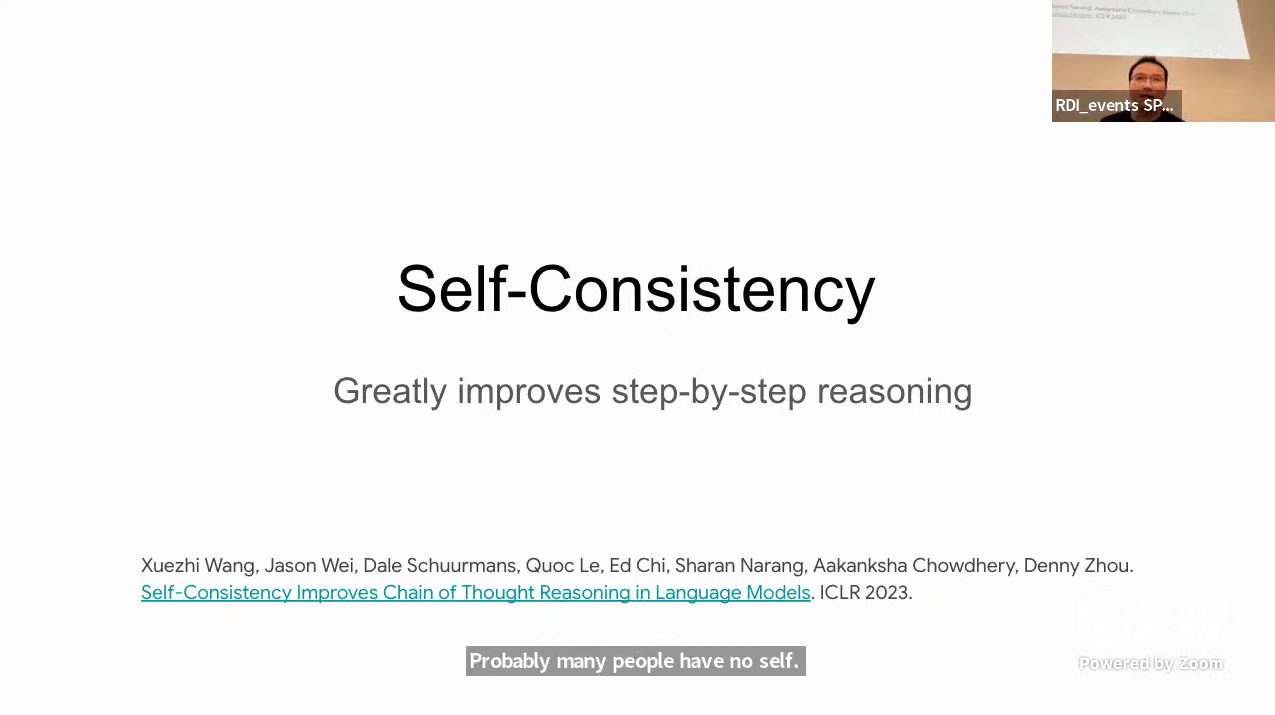 RDI_events SP...
Self-Consistency
Greatly improves step-by-step reasoning
Xuezhi Wang, Jason Wei, Dale Schuurmans, Quoc Le, Ed Chi, Sharan Narang, Aakanksha Chowdhery, Denny Zhou.
Self-Consistency Improves Chain of Thought Reasoning in Language Models. ICLR 2023.
Probably many people have no self.
Powered by Zoom